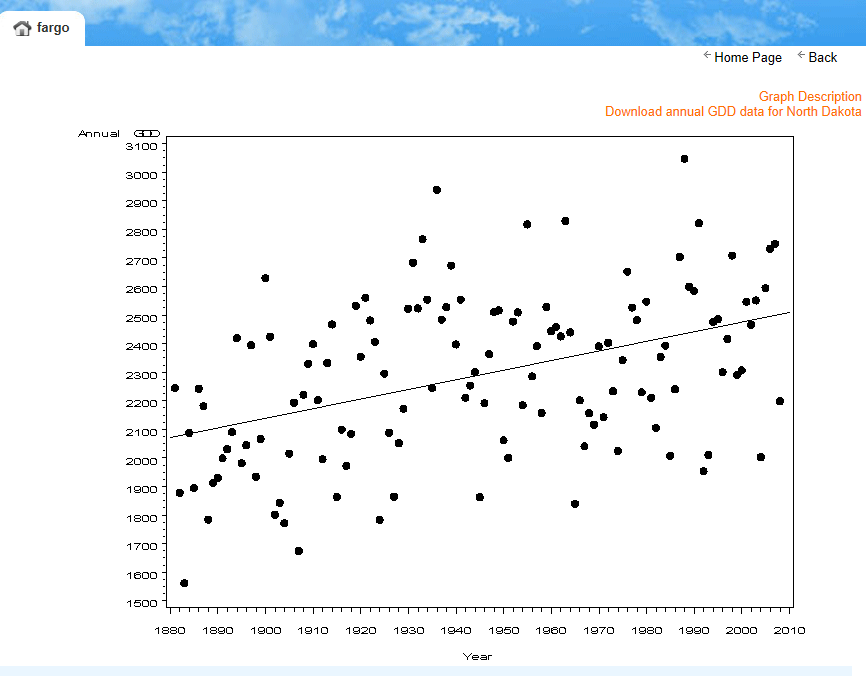 fargo
Home Page
Back
Graph Description
Download annual GDD data for North Dakota
Annual GDD
3100
3000
2900
2800
2700
2600
2500
2400
2300
2200
2100
2000
1900
1800
1700
1600
1500
1880 1890 1900 1910 1920 1930 1940 1950 1960 1970 1980 1990 2000 2010
Year